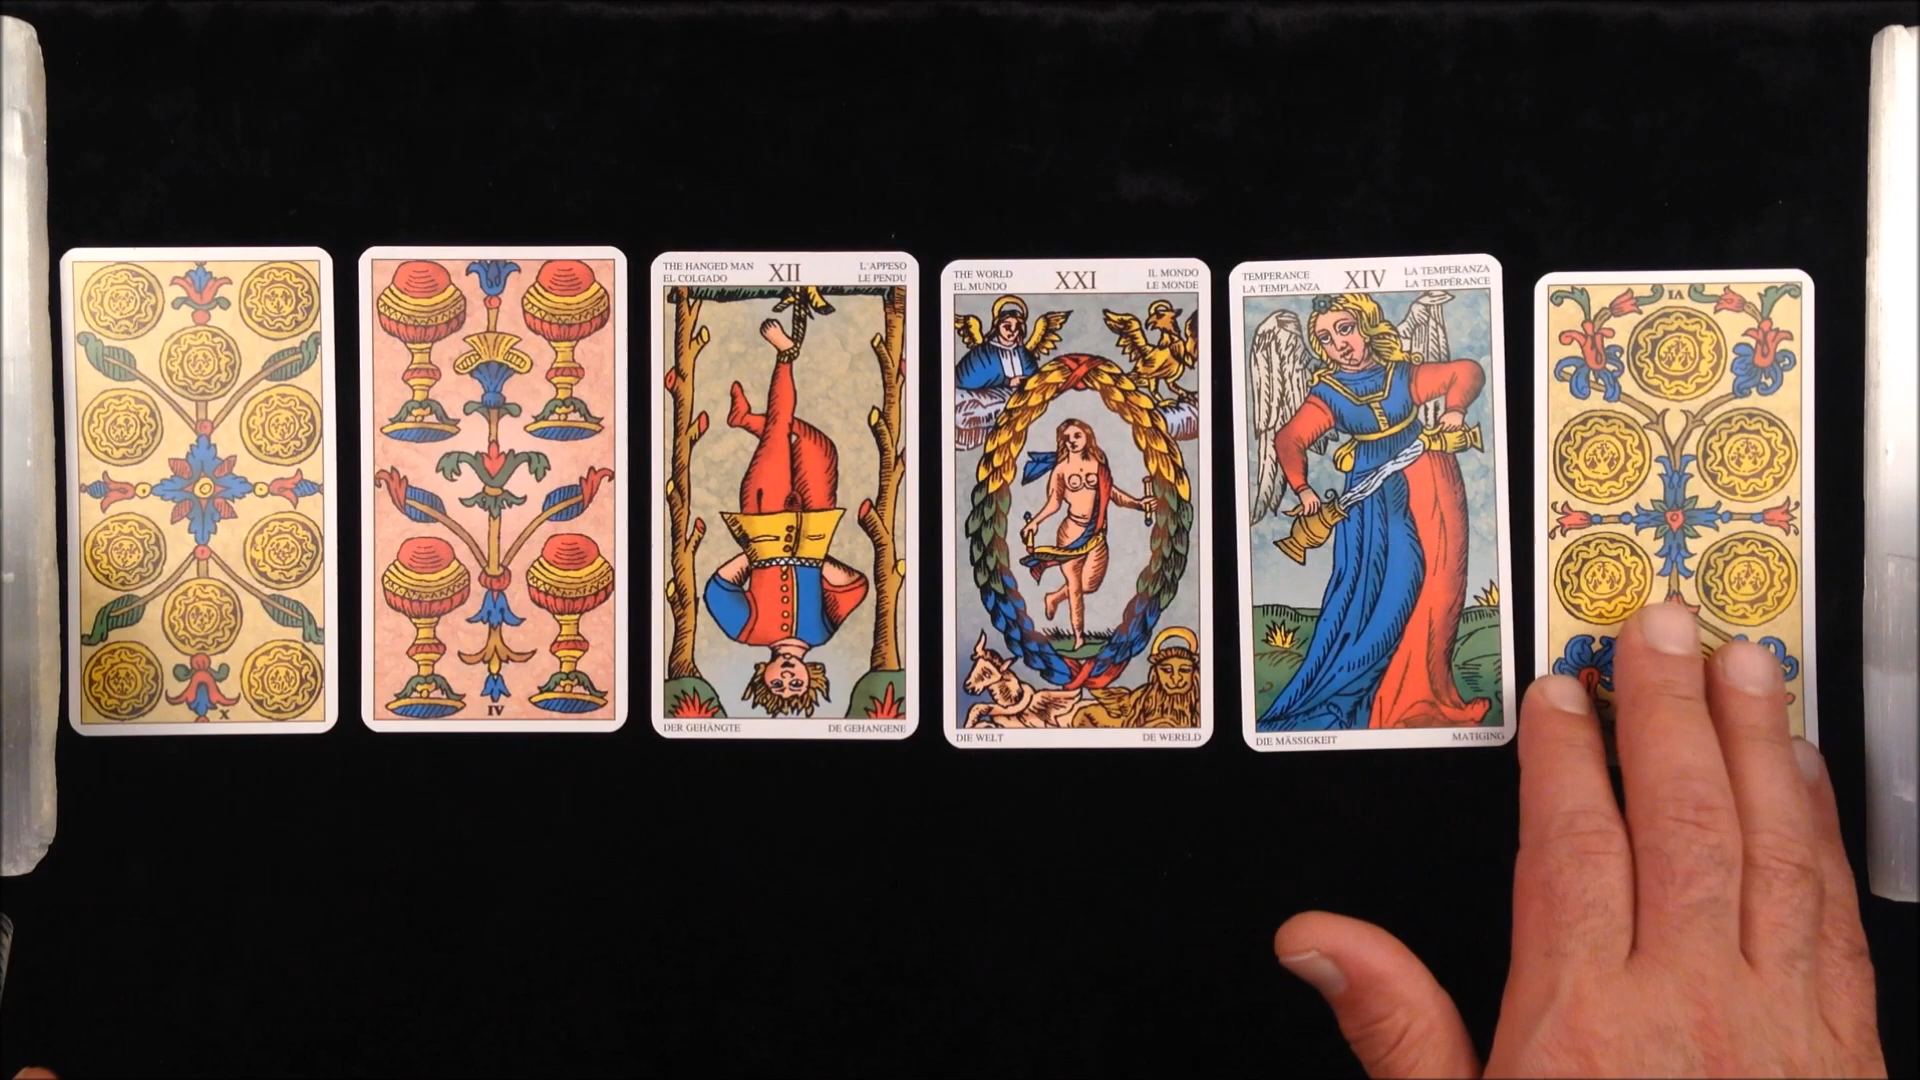 X
IV
THE HANGED MAN
EL COLGADO
XII
L'APPESO
LE PENDU
DER GEHÄNGTE
DE GEHANGENE
THE WORLD
EL MUNDO
XXI
IL MONDO
LE MONDE
DIE WELT
DE WERELD
TEMPERANCE
LA TEMPLANZA
XIV
LA TEMPERANZA
LA TEMPÉRANCE
DIE MÄSSIGKEIT
MATIGING
VI